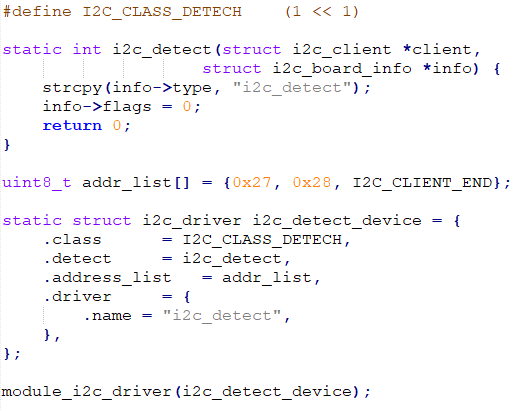 #define I2C_CLASS_DETECH    (1 << 1)
static int i2c_detect(struct i2c_client *client,
                    struct i2c_board_info *info) {
    strcpy(info->type, "i2c_detect");
    info->flags = 0;
    return 0;
}
uint8_t addr_list[] = {0x27, 0x28, I2C_CLIENT_END};
static struct i2c_driver i2c_detect_device = {
    .class      = I2C_CLASS_DETECH,
    .detect     = i2c_detect,
    .address_list   = addr_list,
    .driver     = {
        .name = "i2c_detect",
    },
};
module_i2c_driver(i2c_detect_device);